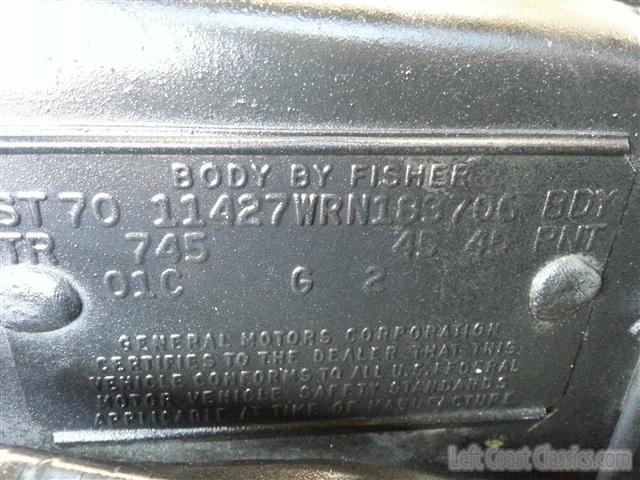 BODY BY FISHER
ST 70 11427WRN183706 BDY
TR 745 45 45 PNT
01C G 2
GENERAL MOTORS CORPORATION
CERTIFIES TO THE DEALER THAT THIS
VEHICLE CONFORMS TO ALL U.S. FEDERAL
MOTOR VEHICLE SAFETY STANDARDS
APPLICABLE AT TIME OF MANUFACTURE
Left Coast Classics.com